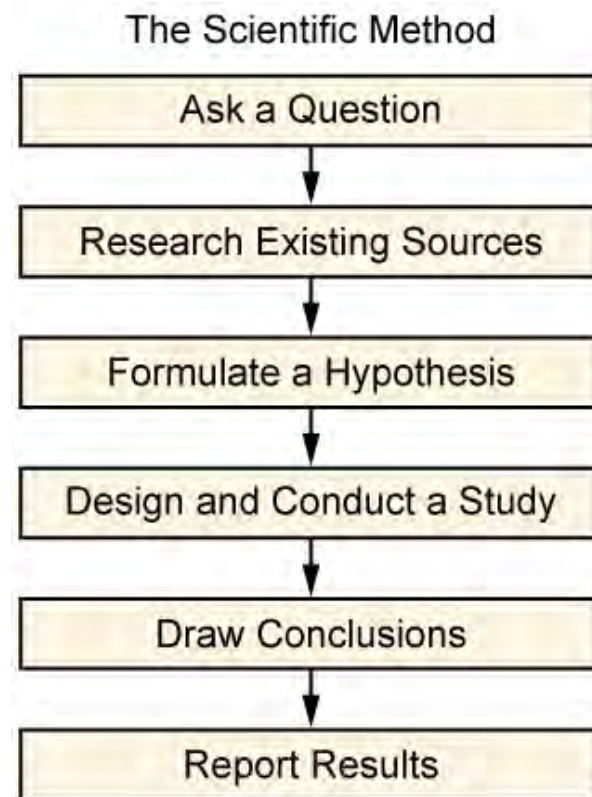 The Scientific Method
Ask a Question
Research Existing Sources
Formulate a Hypothesis
Design and Conduct a Study
Draw Conclusions
Report Results